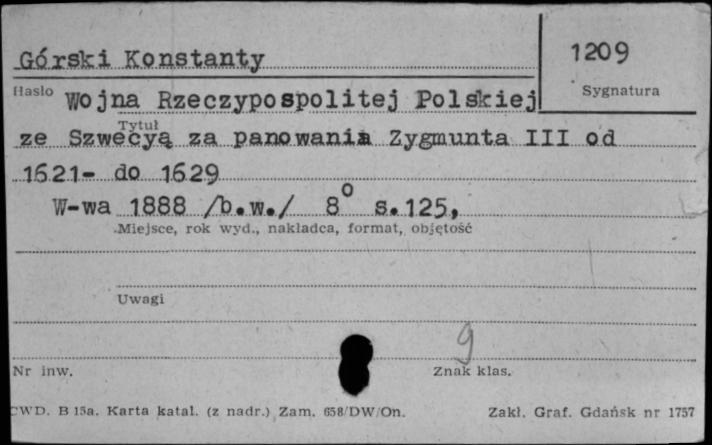 Górski Konstanty 1209
Hasło Sygnatura
Wojna Rzeczypospolitej Polskiej
Tytuł
ze Szwecyą za panowania Zygmunta III od
1621- do 1629
W-wa 1888 /b.w./ 8° s.125,
Miejsce, rok wyd., nakładca, format, objętość
Uwagi
9
Nr inw. Znak klas.
CWD. B 15a. Karta katal. (z nadr.) Zam. 658/DW/On. Zakł. Graf. Gdańsk nr 1757